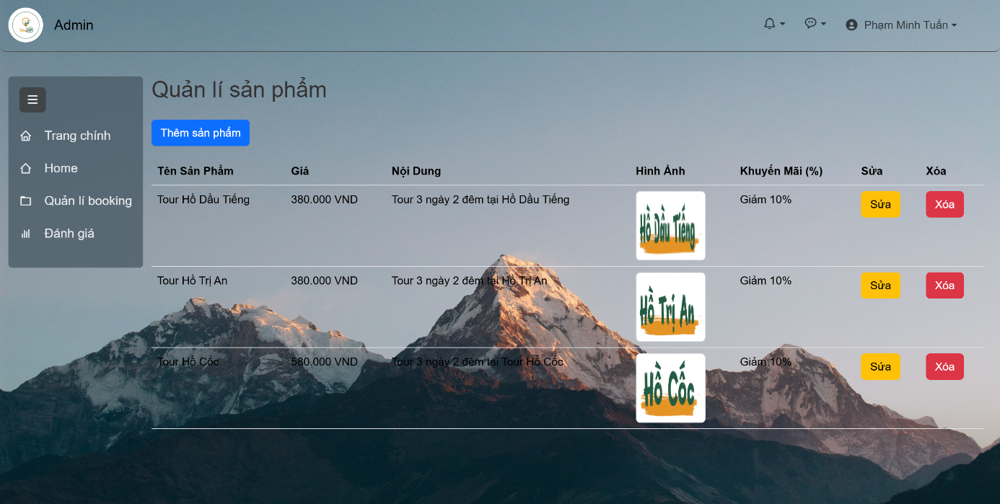 Admin
Phạm Minh Tuấn
Quản lí sản phẩm
Trang chính
Home
Quản lí booking
Đánh giá
Thêm sản phẩm
Tên Sản Phẩm Giá Nội Dung Hình Ảnh Khuyến Mãi (%) Sửa Xóa
Tour Hồ Dầu Tiếng 380.000 VND Tour 3 ngày 2 đêm tại Hồ Dầu Tiếng Hồ Dầu Tiếng Giảm 10% Sửa Xóa
Tour Hồ Trị An 380.000 VND Tour 3 ngày 2 đêm tại Hồ Trị An Hồ Trị An Giảm 10% Sửa Xóa
Tour Hồ Cốc 580.000 VND Tour 3 ngày 2 đêm tại Tour Hồ Cốc Hồ Cốc Giảm 10% Sửa Xóa